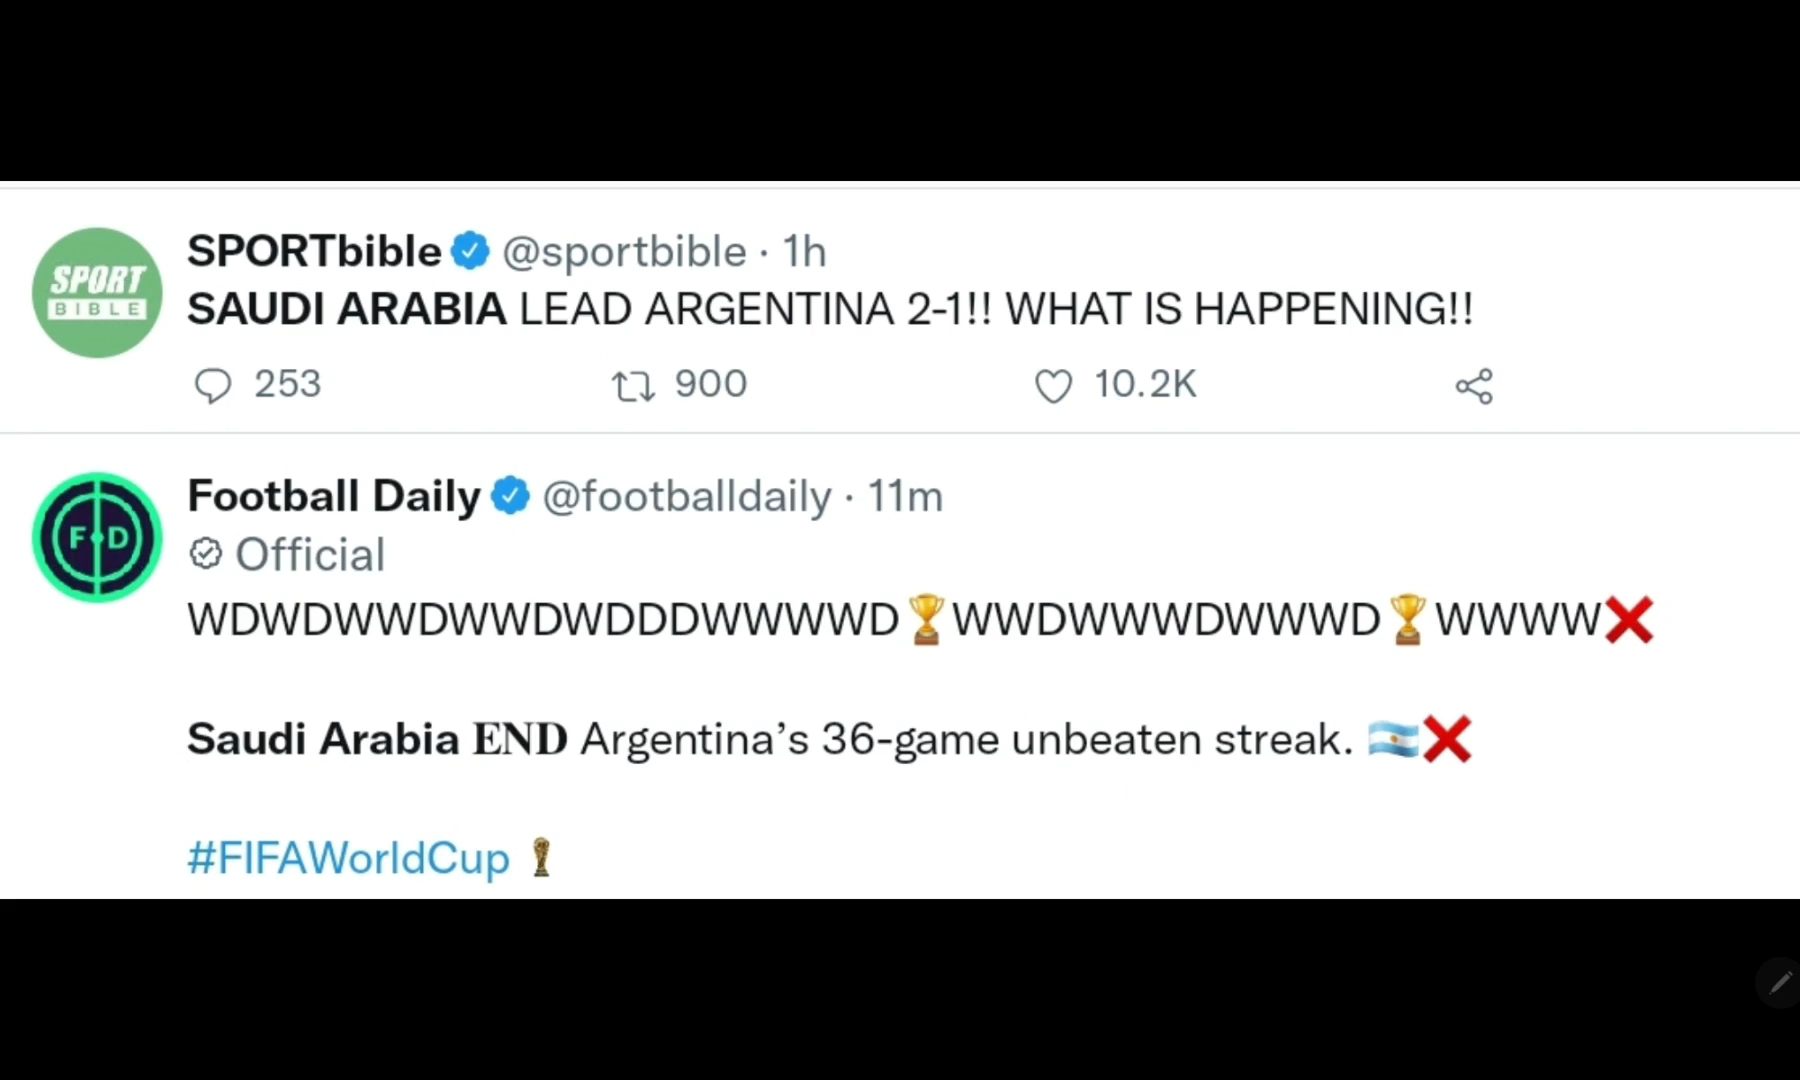 SPORT
BIBLE
SPORTbible @sportbible · 1h
SAUDI ARABIA LEAD ARGENTINA 2-1!! WHAT IS HAPPENING!!
253 900 10.2K
F D
Football Daily @footballdaily · 11m
Official
WDWDWWDWWDWDDDWWWWD🏆WWDWWWDWWWD🏆WWWW❌
Saudi Arabia END Argentina’s 36-game unbeaten streak. 🇦🇷❌
#FIFAWorldCup